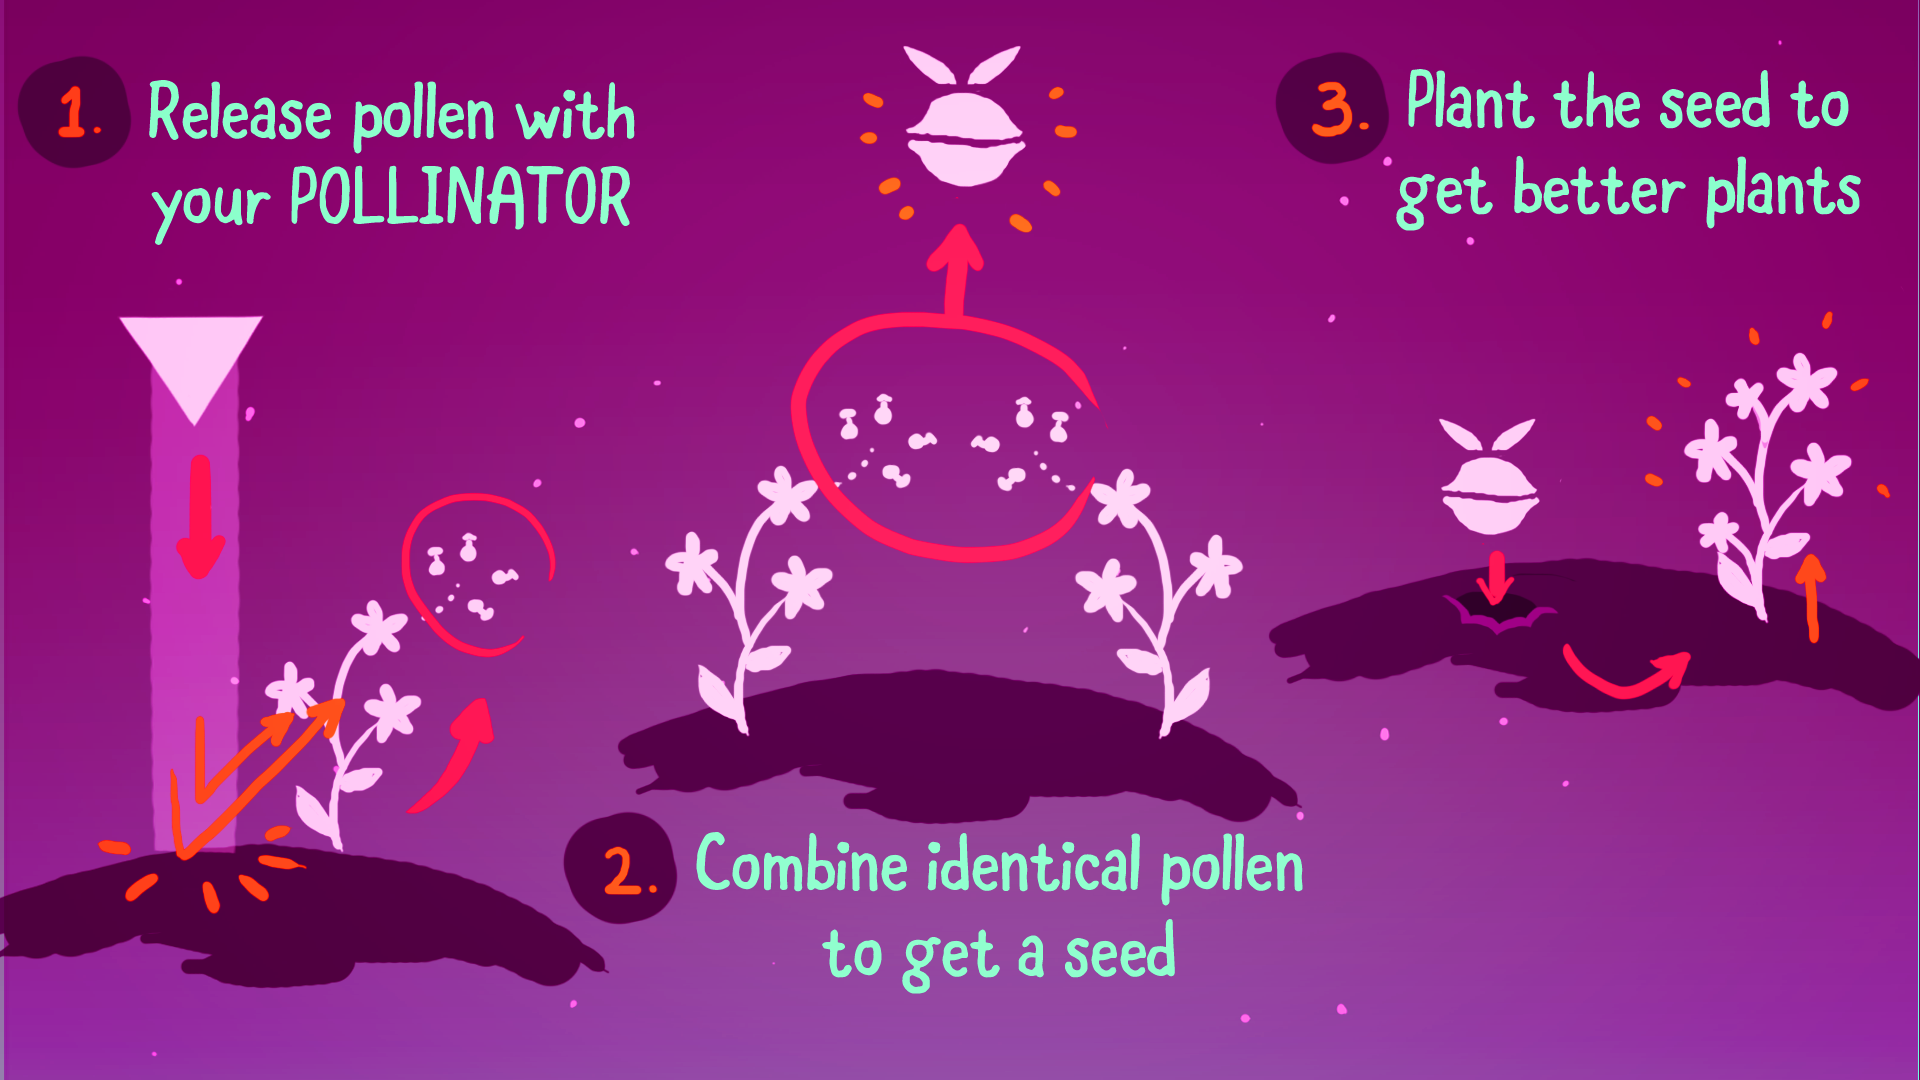 1. Release pollen with
your POLLINATOR
2. Combine identical pollen
to get a seed
3. Plant the seed to
get better plants